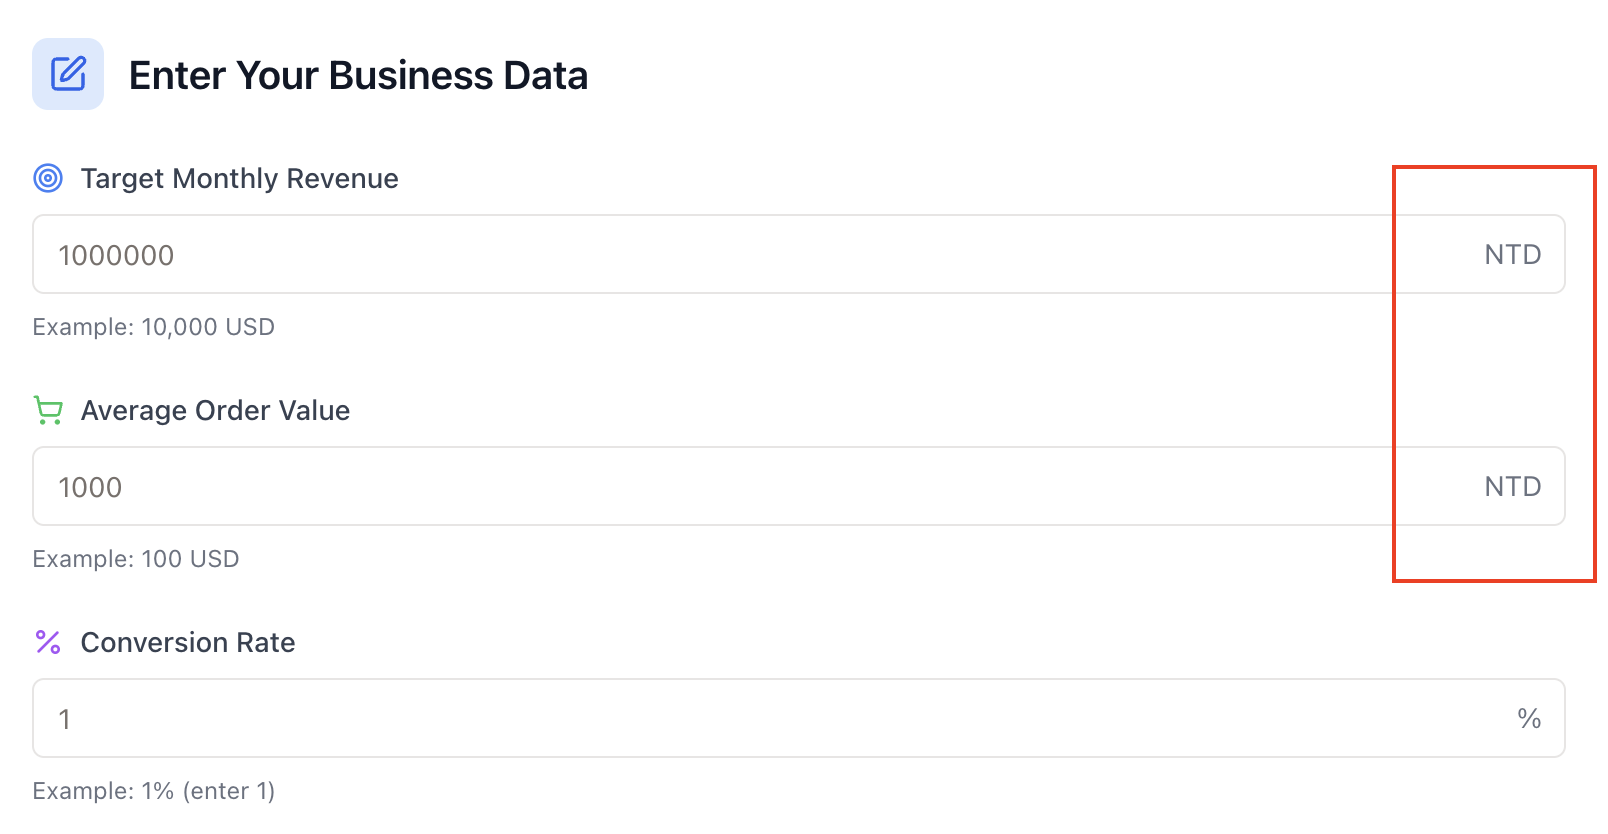 Enter Your Business Data
Target Monthly Revenue
1000000 NTD
Example: 10,000 USD
Average Order Value
1000 NTD
Example: 100 USD
Conversion Rate
1 %
Example: 1% (enter 1)